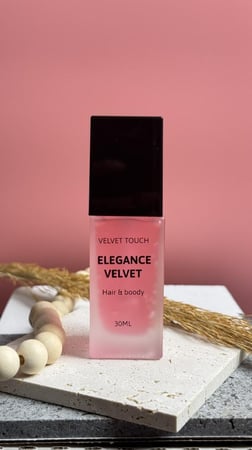 VELVET TOUCH
ELEGANCE
VELVET
Hair & boody
30ML